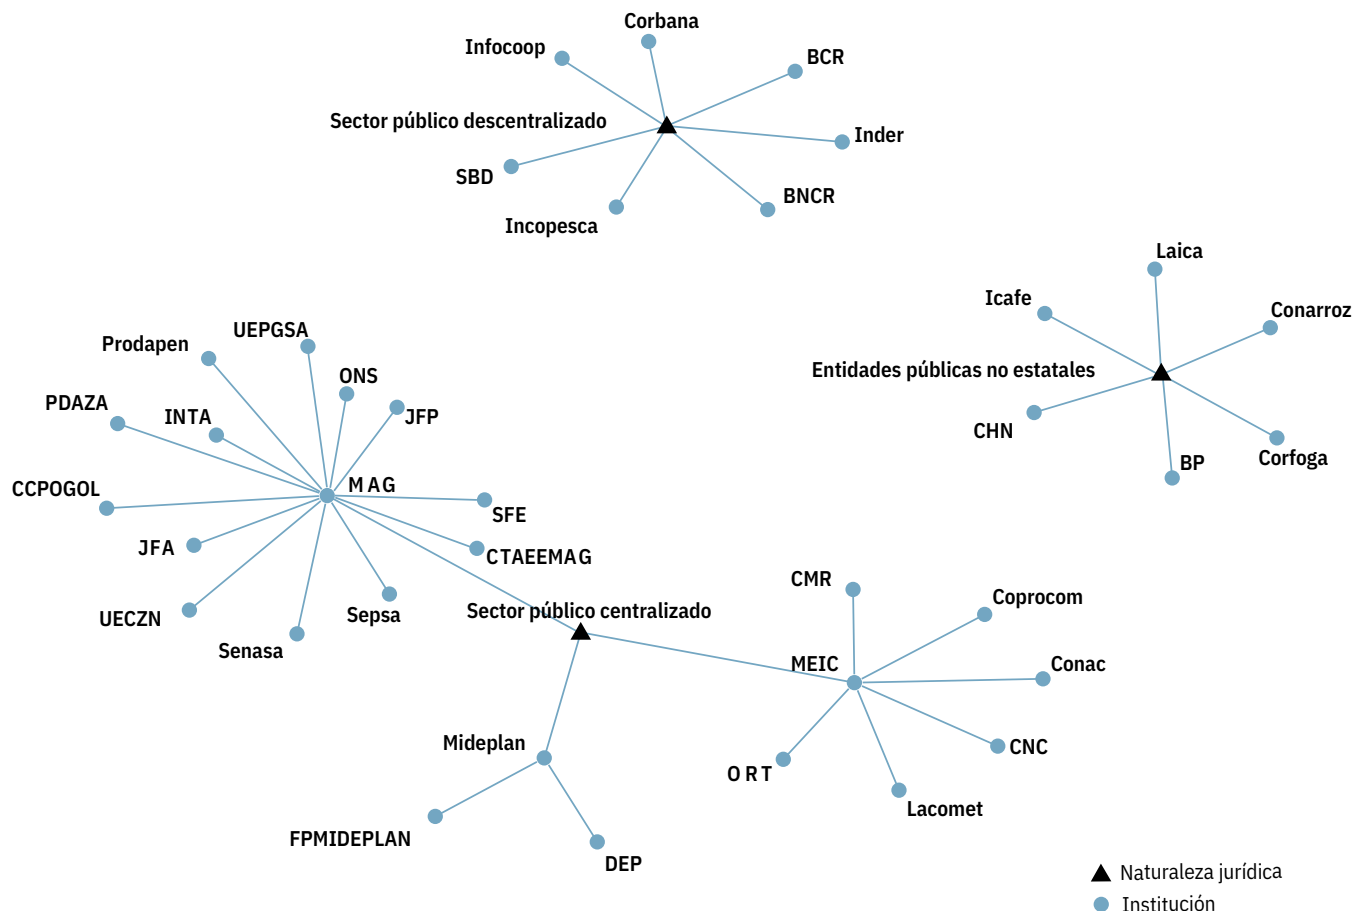 Corbana
Infocoop
BCR
Sector público descentralizado
Inder
SBD
BNCR
Incopesca
Laica
Icafe
Conarroz
Entidades públicas no estatales
CHN
BP
Corfoga
UEPGSA
Prodapen
ONS
PDAZA
INTA
JFP
MAG
CCPOGOL
SFE
JFA
CTAEEMAG
UECZN
Sepsa
Senasa
Sector público centralizado
CMR
Coprocom
MEIC
Conac
CNC
ORT
Lacomet
Mideplan
FPMIDEPLAN
DEP
Naturaleza jurídica
Institución